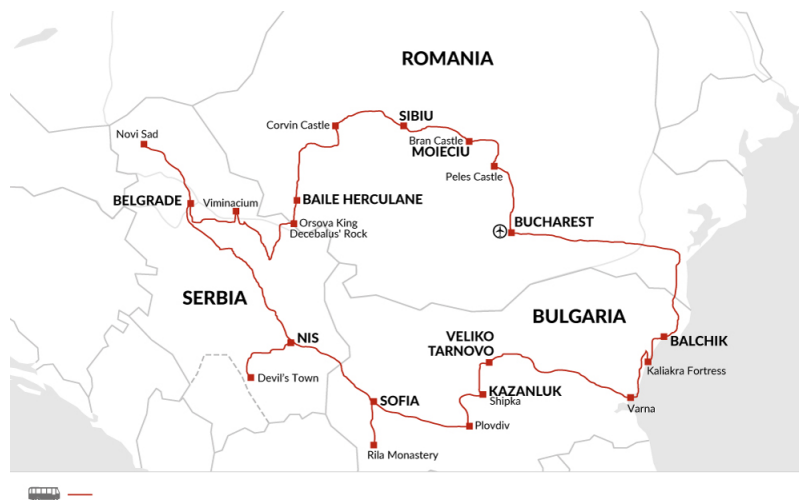 ROMANIA
Novi Sad
Corvin Castle
SIBIU
Bran Castle
MOIECIU
Peles Castle
BELGRADE
Viminacium
BAILE HERCULANE
Orsova King
Decebalus' Rock
BUCHAREST
SERBIA
BULGARIA
NIS
VELIKO
TARNOVO
BALCHIK
Kaliakra Fortress
Devil's Town
KAZANLUK
Shipka
SOFIA
Varna
Plovdiv
Rila Monastery